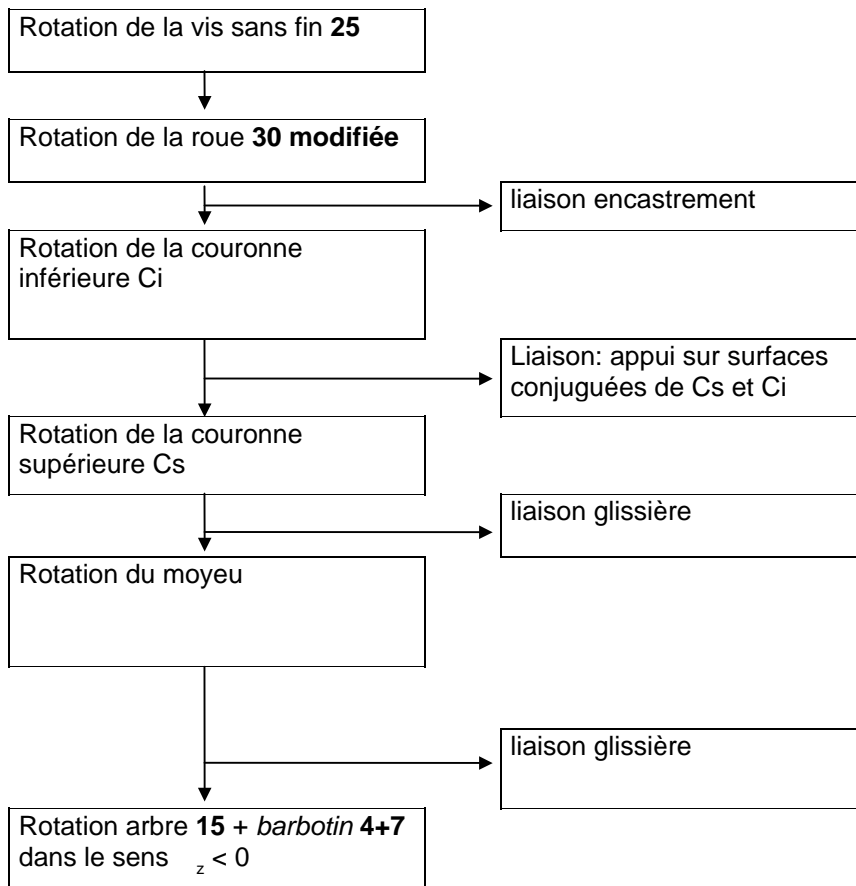 Rotation de la vis sans fin 25
Rotation de la roue 30 modifiée
liaison encastrement
Rotation de la couronne
inférieure Ci
Liaison: appui sur surfaces
conjuguées de Cs et Ci
Rotation de la couronne
supérieure Cs
liaison glissière
Rotation du moyeu
liaison glissière
Rotation arbre 15 + barbotin 4+7
dans le sens z < 0